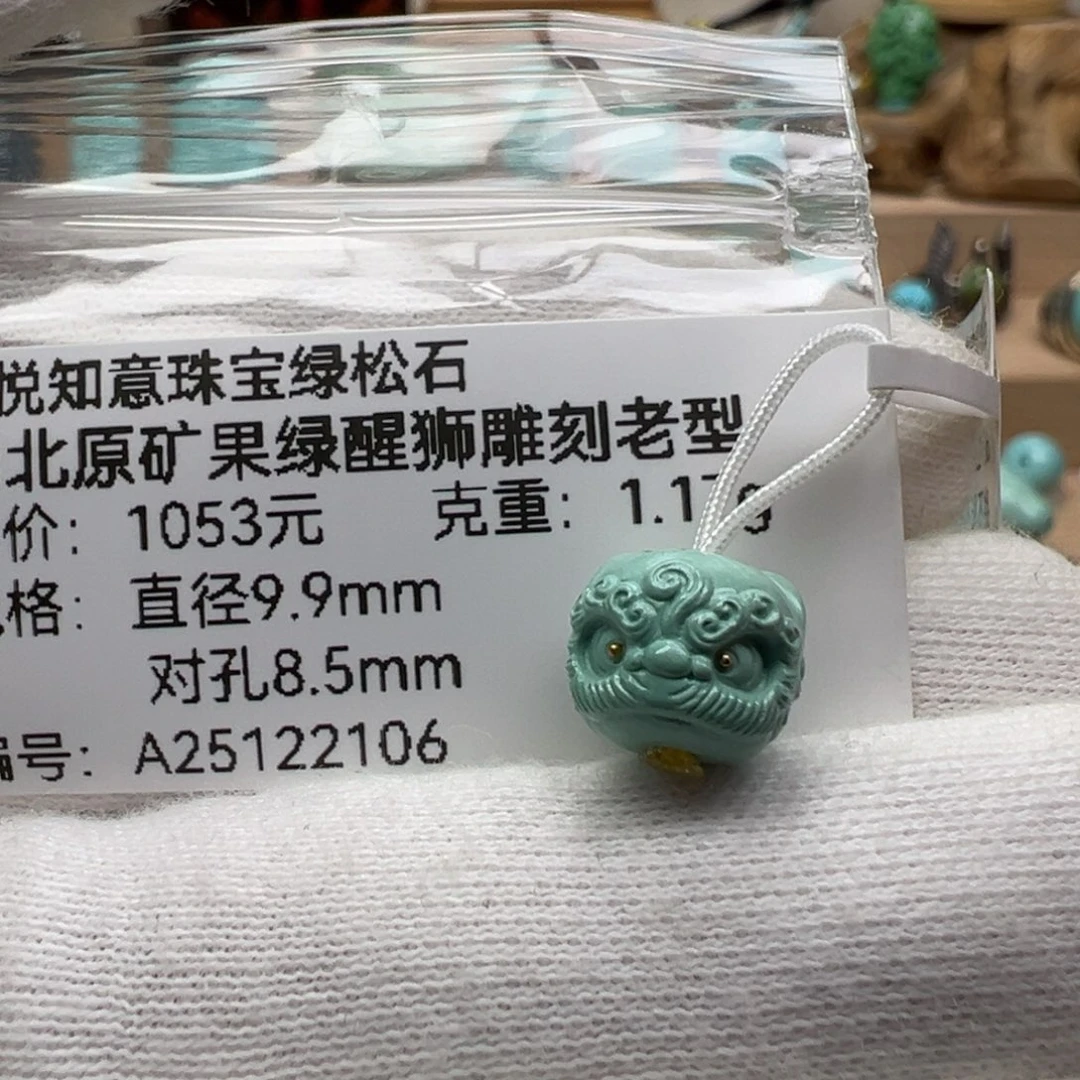 悦知意珠宝绿松石
北原矿果绿醒狮雕刻老型
价：1053元 克重：1.17g
格：直径9.9mm
对孔8.5mm
编号：A25122106